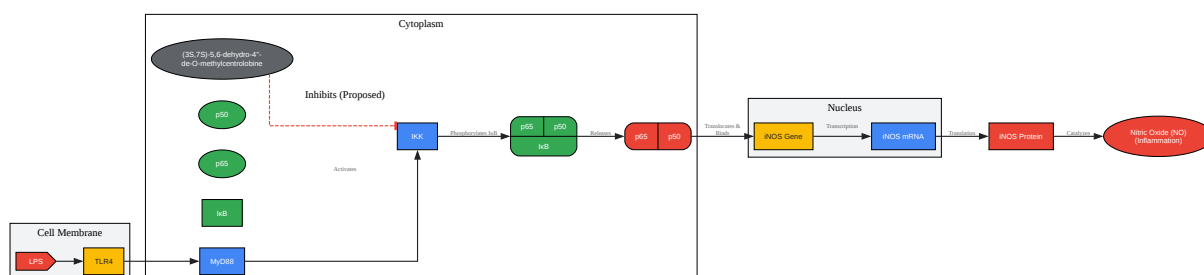 Cytoplasm
(3S,7S)-5,6-dehydro-4"-
de-O-methylcentrolobine
Inhibits (Proposed)
p50
p65
IκB
MyD88
Activates
IKK
Phosphorylates IκB
p65
p50
IκB
Releases
p65
p50
Translocates &
Binds
Nucleus
iNOS Gene
Transcription
iNOS mRNA
Translation
iNOS Protein
Catalyzes
Nitric Oxide (NO)
(Inflammation)
Cell Membrane
LPS
TLR4